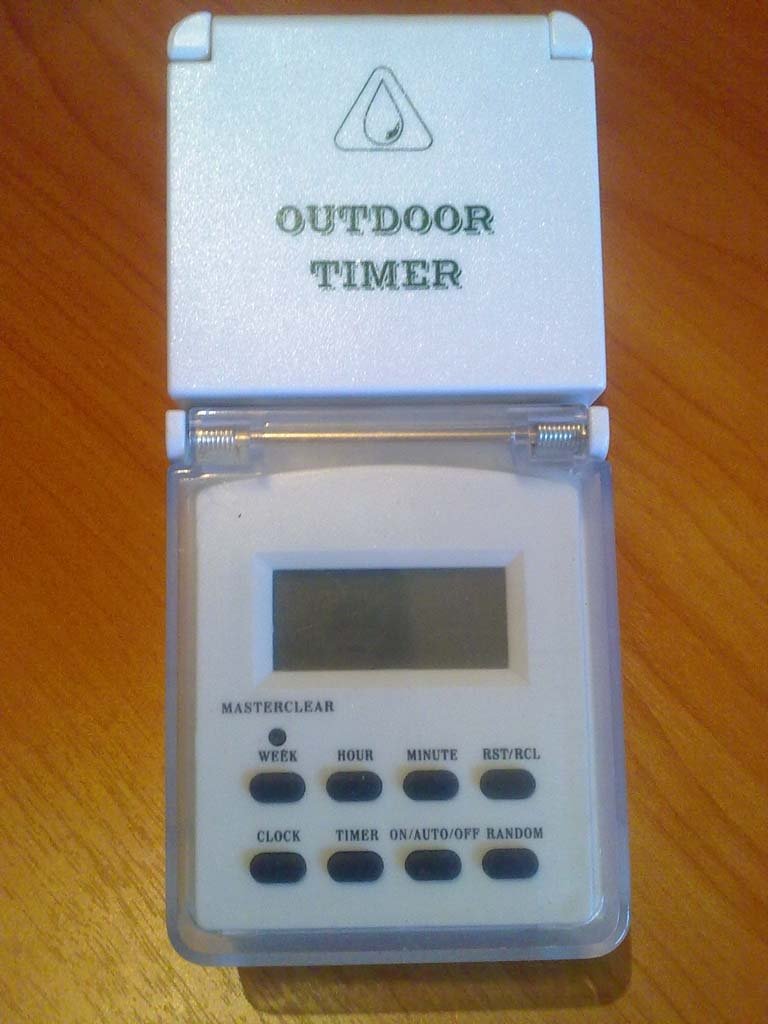 OUTDOOR
TIMER
MASTERCLEAR
WEEK HOUR MINUTE RST/RCL
CLOCK TIMER ON/AUTO/OFF RANDOM